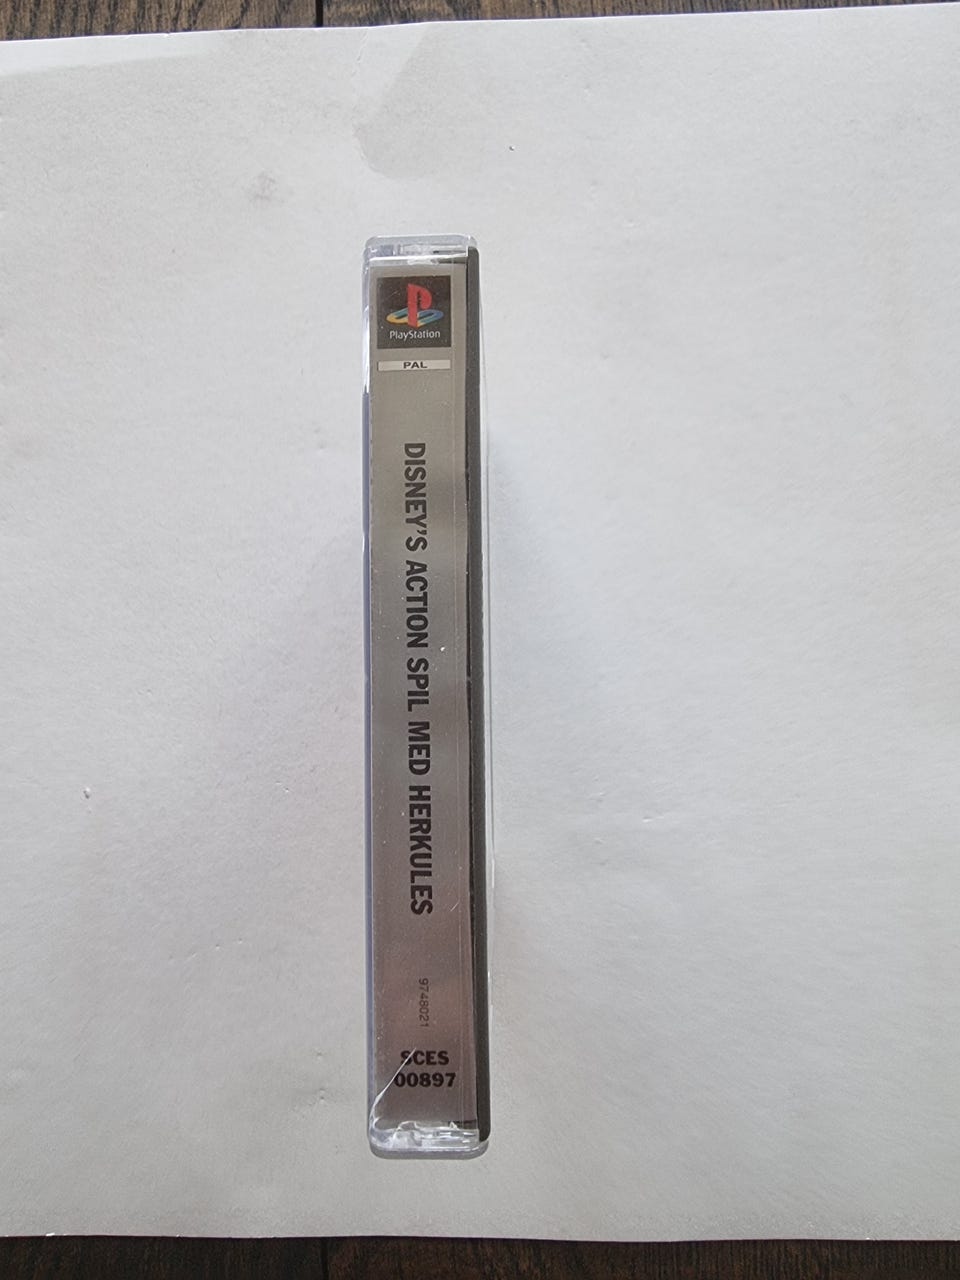 PlayStation
PAL
DISNEY'S ACTION SPIL MED HERKULES
9748021
SCES
00897